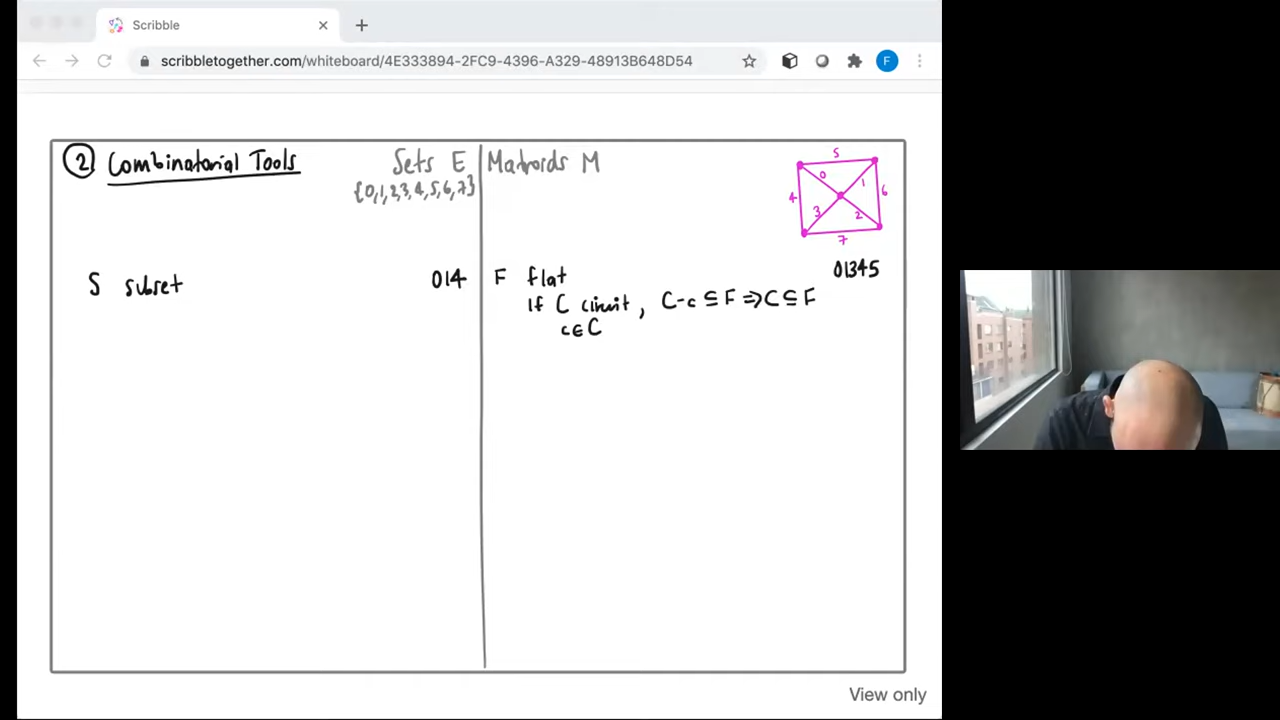 Scribble
scribbletogether.com/whiteboard/4E333894-2FC9-4396-A329-48913B648D54
F
② Combinatorial Tools
Sets E
{0,1,2,3,4,5,6,7}
Matroids M
5
0
1
4
6
3
2
7
S subset
014
F flat
01345
If C circuit, C-c ⊆ F ⇒ C ⊆ F
c∈C
View only